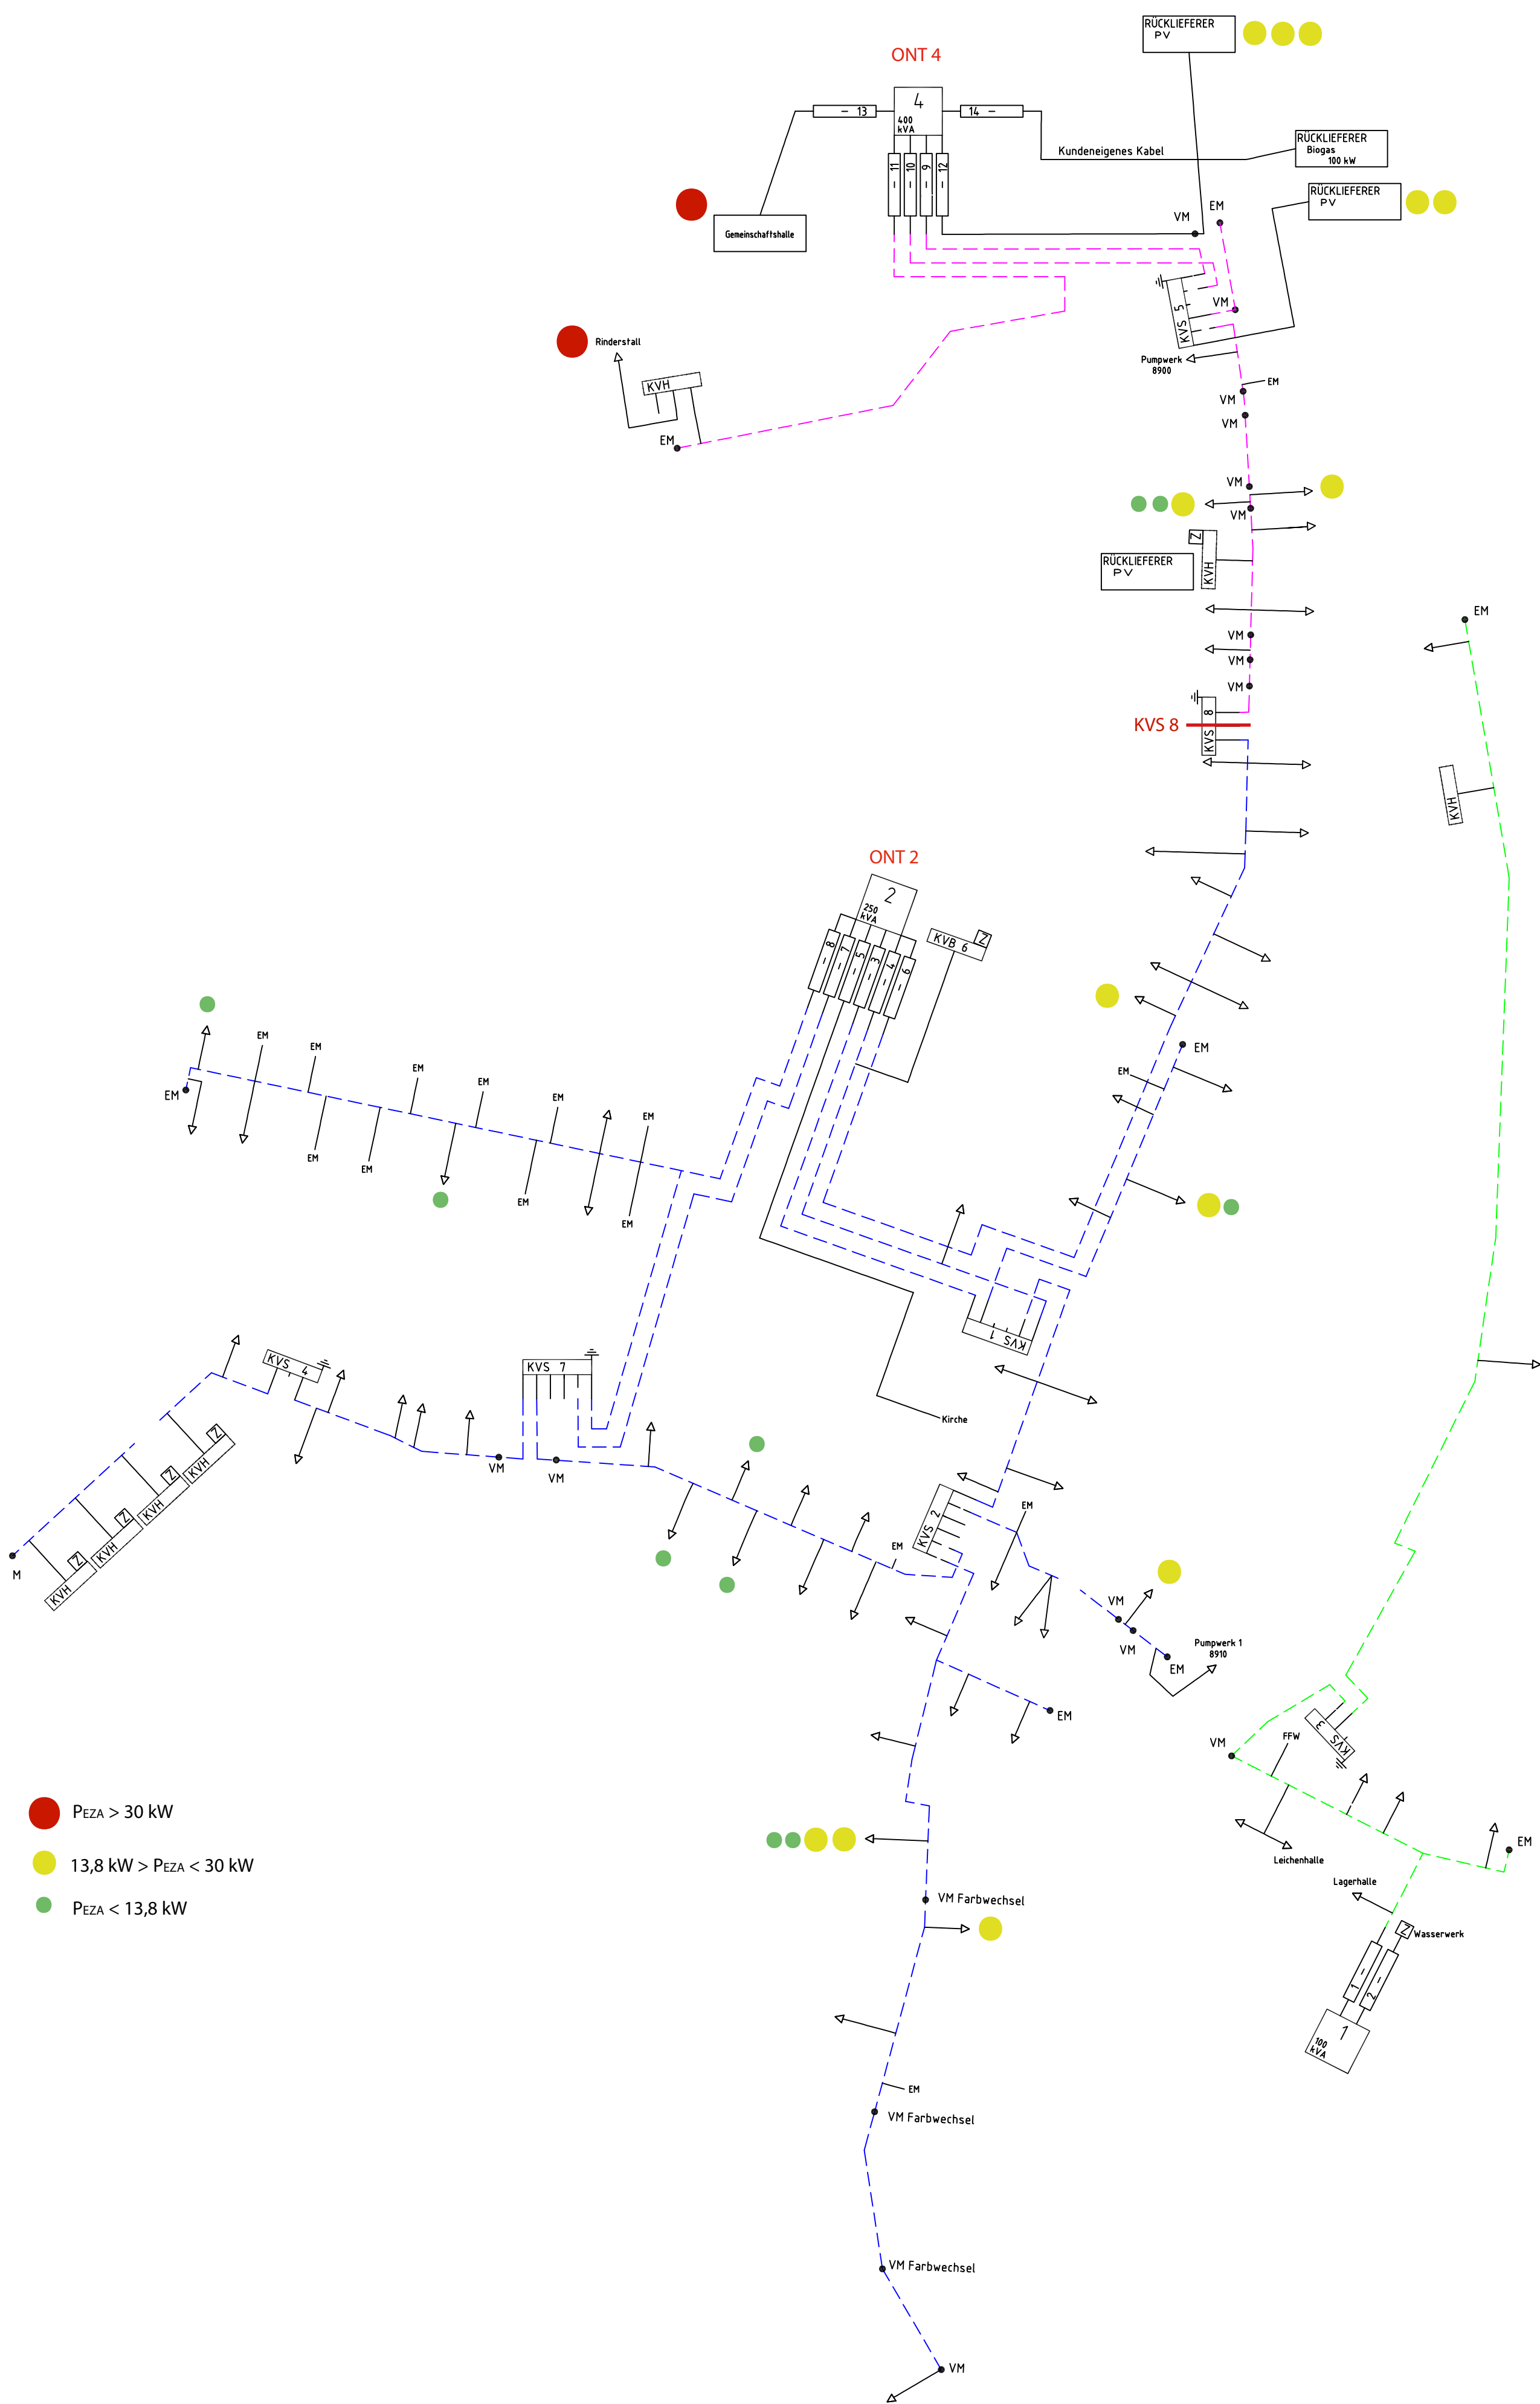 RÜCKLIEFERER
PV
ONT 4
4
400
kVA
– 13
14 –
Kundeneigenes Kabel
RÜCKLIEFERER
Biogas
100 kW
– 11
– 10
– 9
– 12
RÜCKLIEFERER
PV
Gemeinschaftshalle
VM
EM
KVS 5
VM
Rinderstall
KVH
EM
Pumpwerk
8900
EM
VM
VM
VM
VM
Z
KVH
RÜCKLIEFERER
PV
EM
VM
VM
VM
KVS 8
KVS 8
KVH
ONT 2
2
250
kVA
– 8
– 7
– 5
– 3
– 4
– 6
KVB 6
Z
EM
EM
EM
EM
EM
EM
EM
EM
EM
EM
EM
EM
EM
EM
KVS 1
KVS 4
KVS 7
Kirche
VM
VM
Z
KVH
Z
KVH
Z
KVH
Z
KVH
M
KVS 2
EM
EM
VM
VM
EM
Pumpwerk 1
8910
EM
KVS 3
VM
FFW
Leichenhalle
EM
Lagerhalle
Z
Wasserwerk
1 –
2 –
1
100
kVA
PEZA > 30 kW
13,8 kW > PEZA < 30 kW
PEZA < 13,8 kW
VM Farbwechsel
EM
VM Farbwechsel
VM Farbwechsel
VM